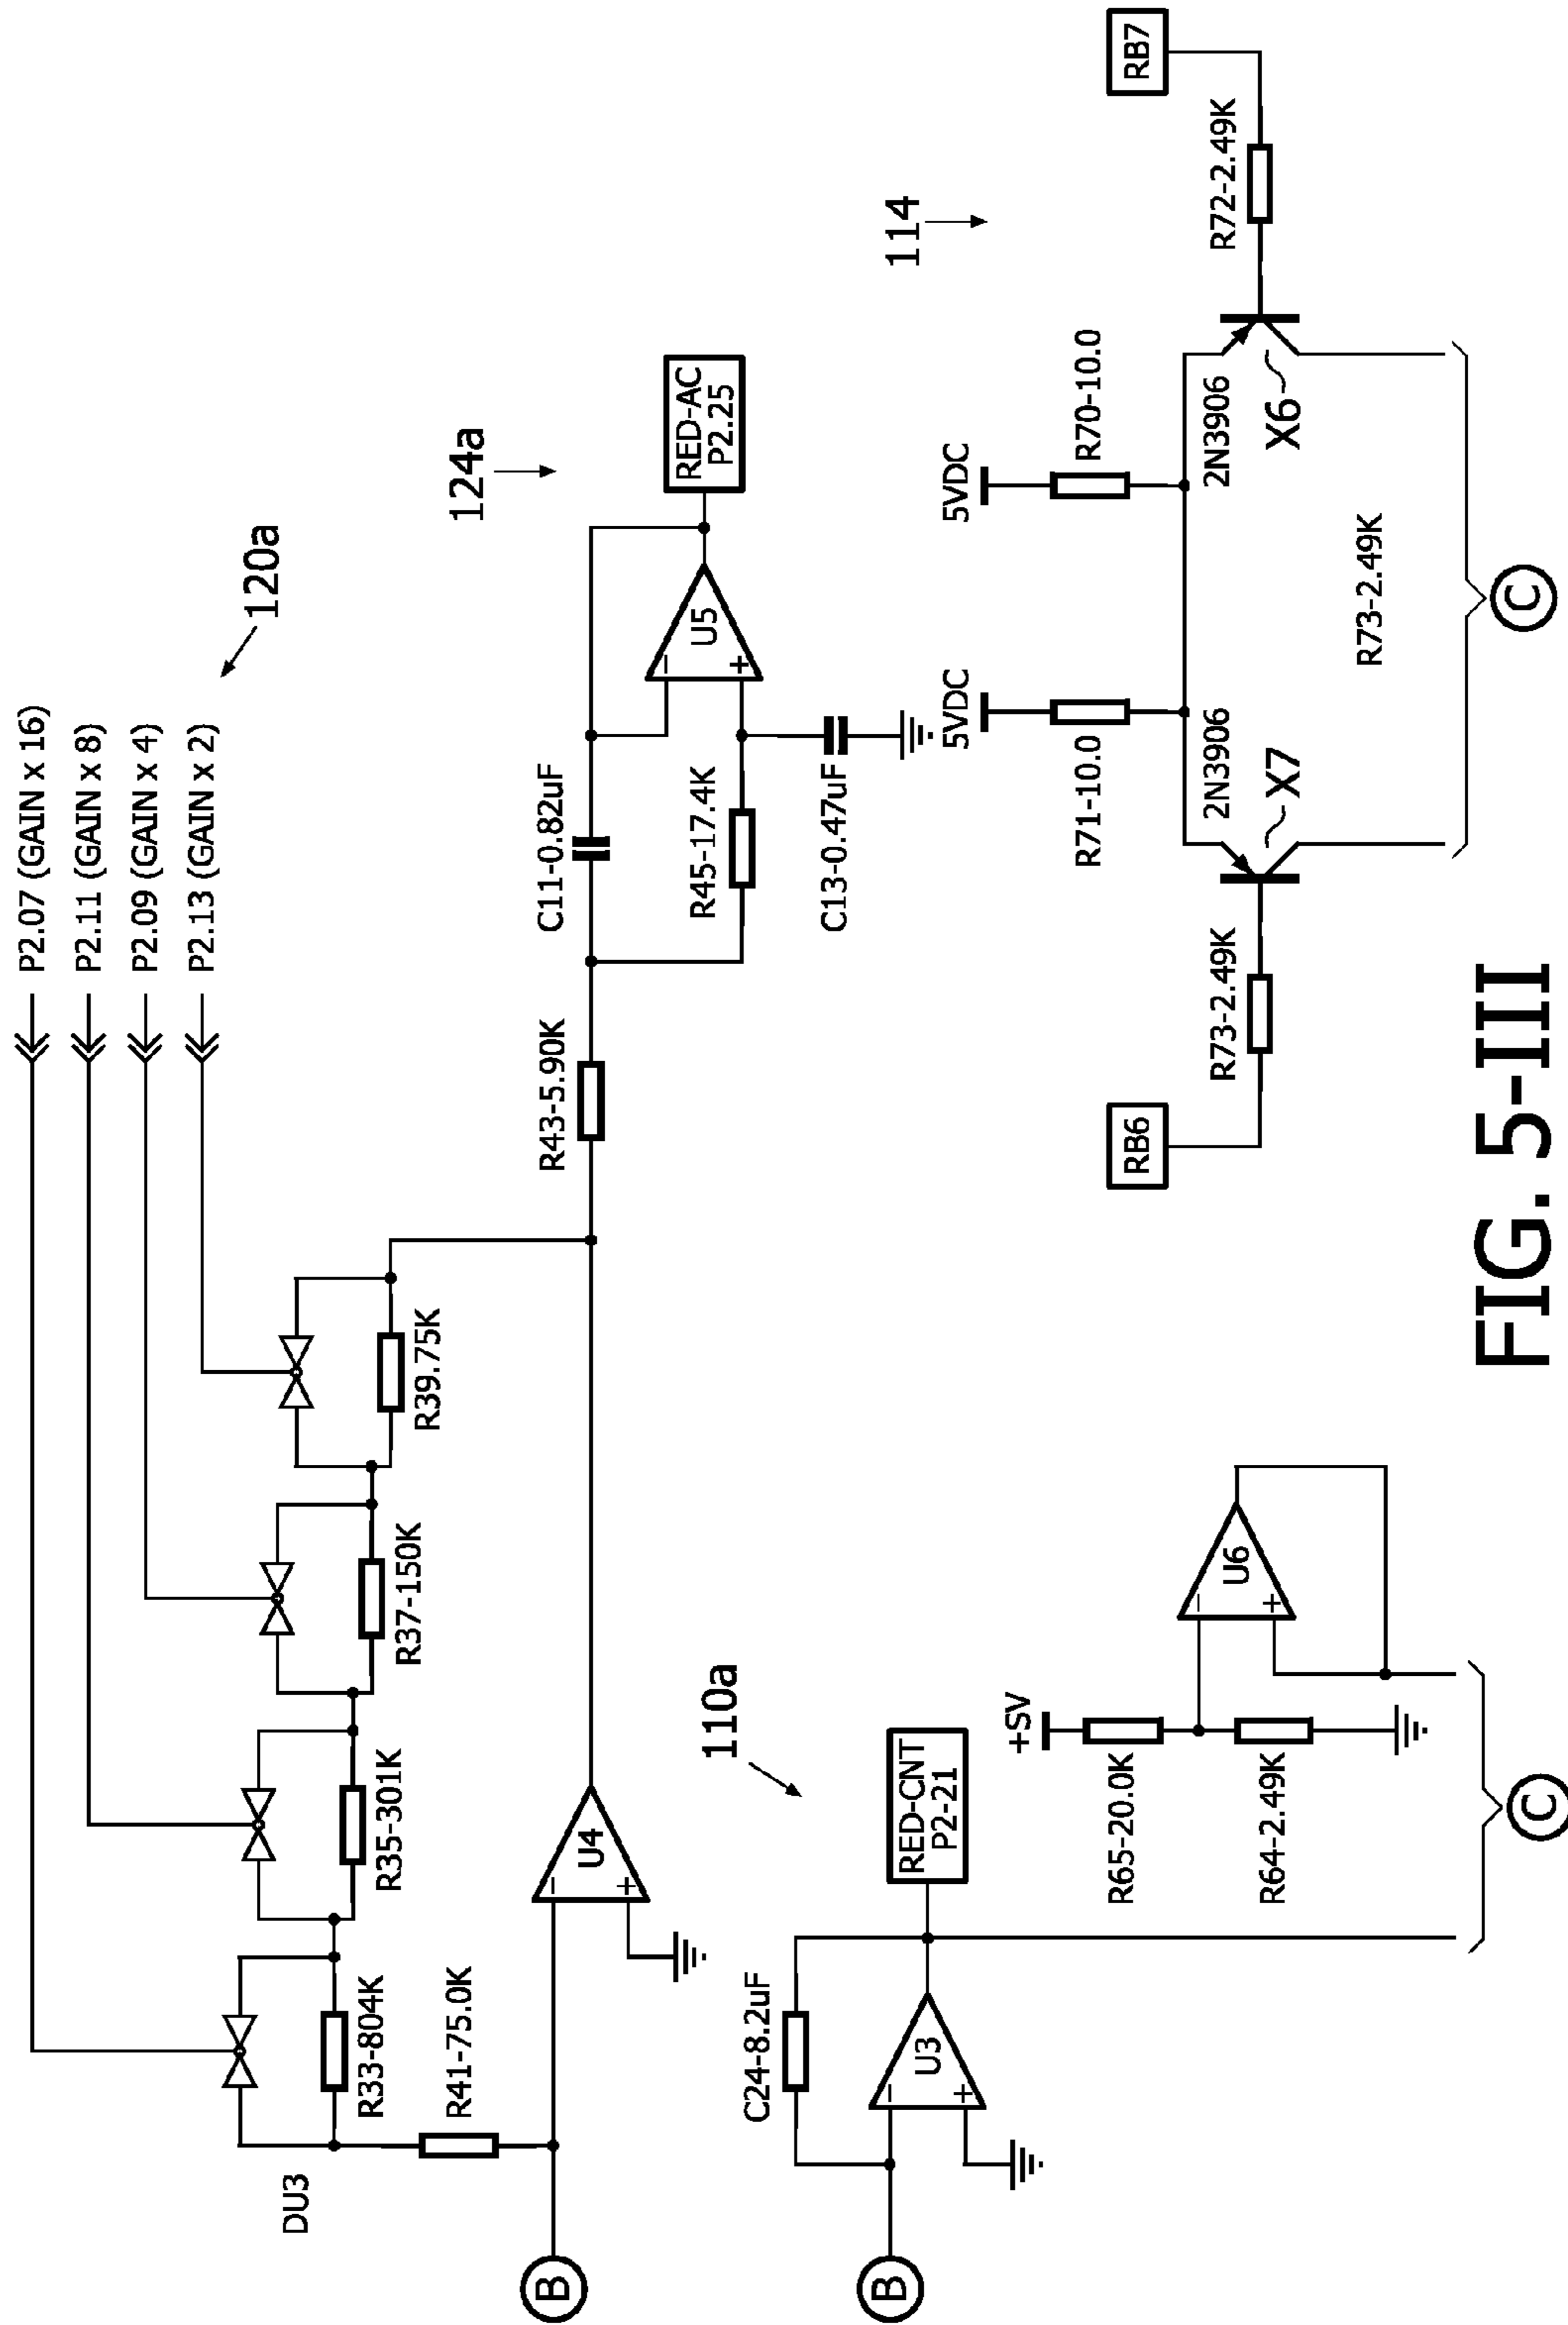 P2.07 (GAIN x 16)
P2.11 (GAIN x 8)
P2.09 (GAIN x 4)
P2.13 (GAIN x 2)
120a
DU3
R33-804K
R35-301K
R37-150K
R39.75K
R41-75.0K
B
U4
R43-5.90K
C11-0.82uF
R45-17.4K
C13-0.47uF
U5
124a
RED-AC
P2.25
B
C24-8.2uF
U3
110a
RED-CNT
P2-21
+SV
R65-20.0K
R64-2.49K
U6
C
114
5VDC
5VDC
R71-10.0
R70-10.0
RB6
R73-2.49K
2N3906
X7
2N3906
X6
R72-2.49K
RB7
R73-2.49K
C
FIG. 5-III